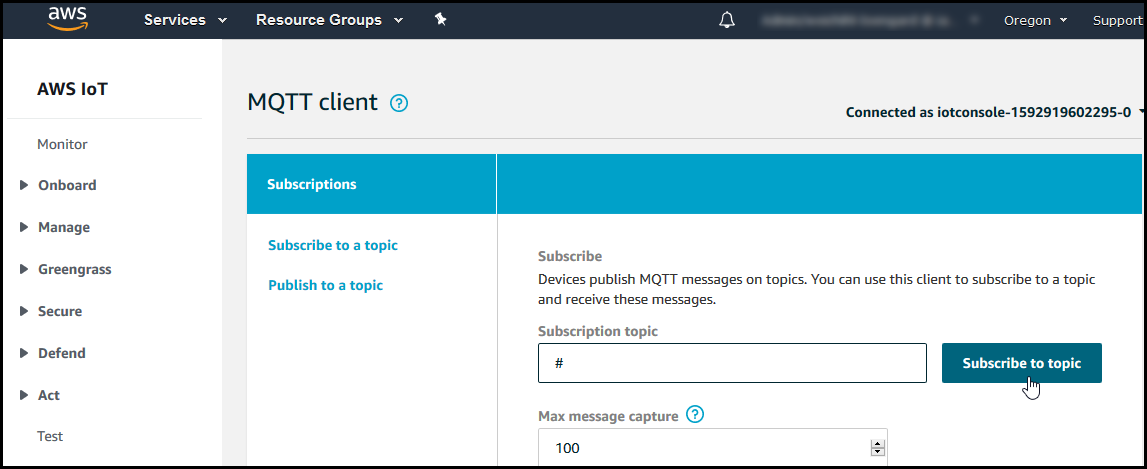 aws Services Resource Groups Oregon Support
AWS IoT
Monitor
Onboard
Manage
Greengrass
Secure
Defend
Act
Test
MQTT client ?
Connected as iotconsole-1592919602295-0
Subscriptions
Subscribe to a topic
Publish to a topic
Subscribe
Devices publish MQTT messages on topics. You can use this client to subscribe to a topic
and receive these messages.
Subscription topic
#
Subscribe to topic
Max message capture ?
100